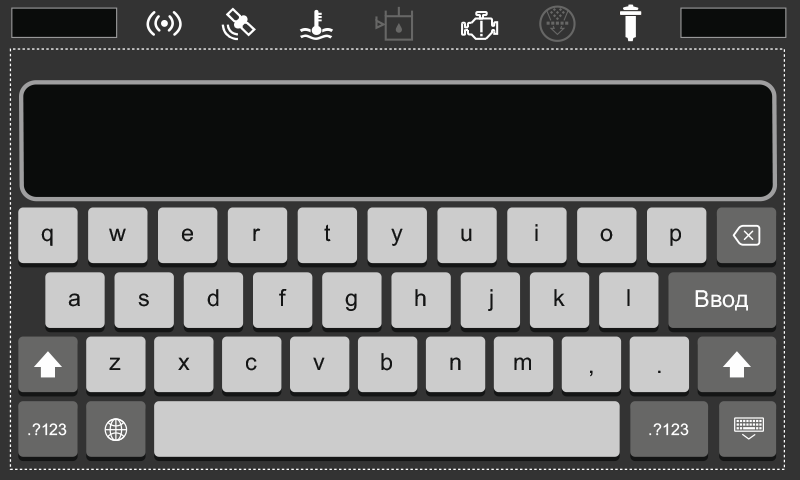 q w e r t y u i o p
a s d f g h j k l Ввод
z x c v b n m , .
.?123 .?123